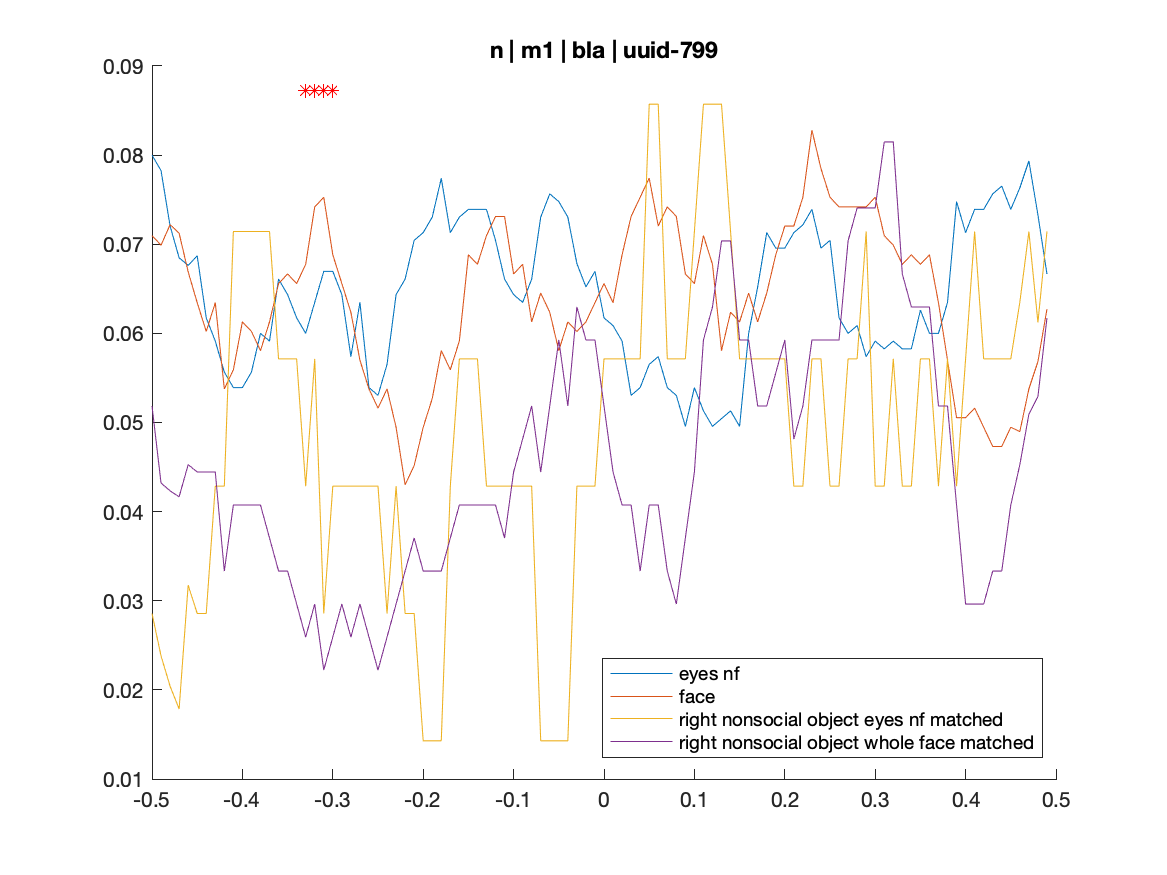 n | m1 | bla | uuid-799
0.09
0.08
0.07
0.06
0.05
0.04
0.03
0.02
0.01
eyes nf
face
right nonsocial object eyes nf matched
right nonsocial object whole face matched
-0.5 -0.4 -0.3 -0.2 -0.1 0 0.1 0.2 0.3 0.4 0.5